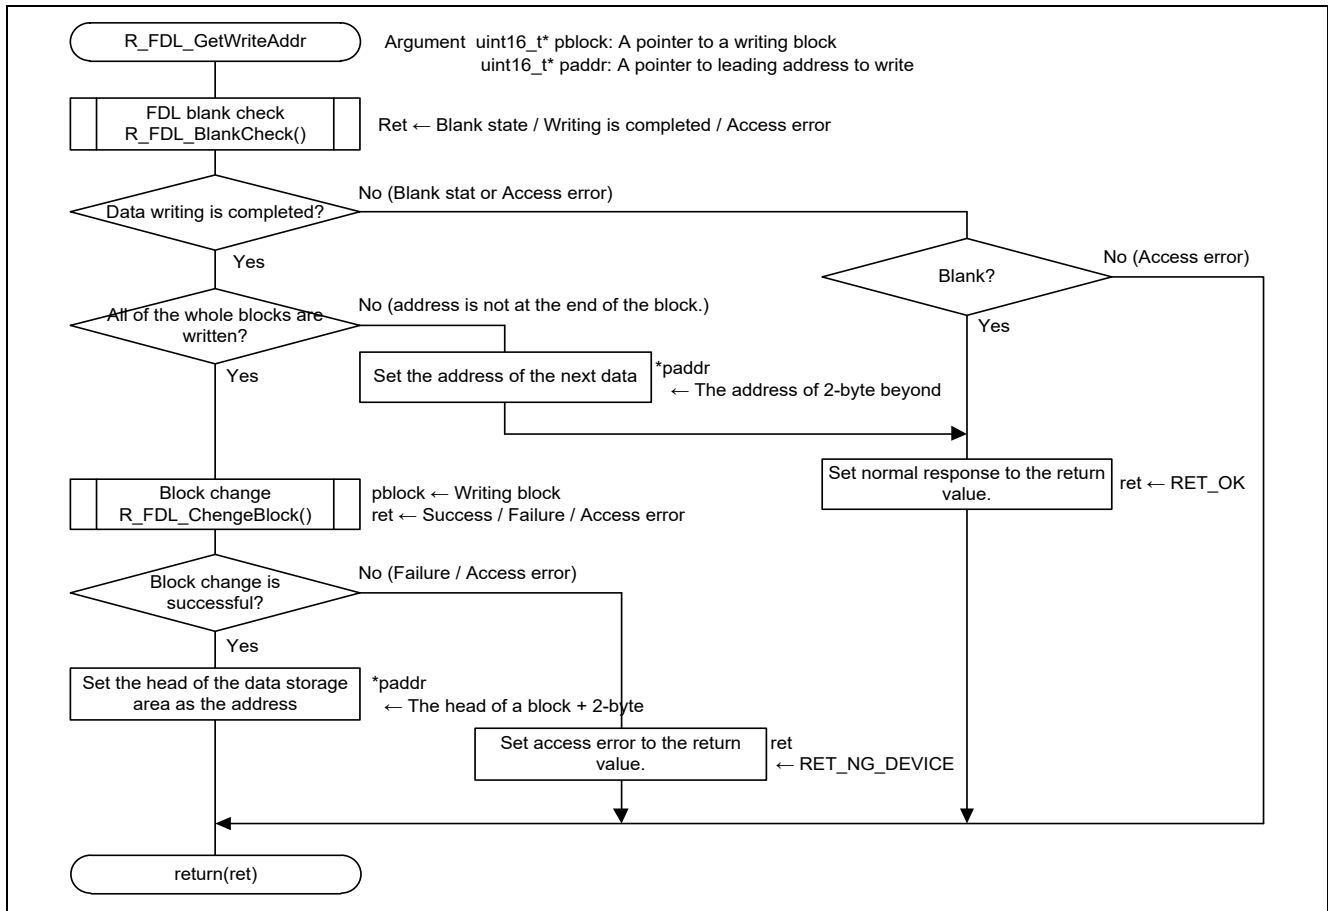 R_FDL_GetWriteAddr
Argument uint16_t* pblock: A pointer to a writing block
uint16_t* paddr: A pointer to leading address to write
FDL blank check
R_FDL_BlankCheck()
Ret ← Blank state / Writing is completed / Access error
No (Blank stat or Access error)
Data writing is completed?
Yes
No (Access error)
Blank?
Yes
No (address is not at the end of the block.)
All of the whole blocks are
written?
Yes
Set the address of the next data
*paddr
← The address of 2-byte beyond
Set normal response to the return
value.
ret ← RET_OK
Block change
R_FDL_ChengeBlock()
pblock ← Writing block
ret ← Success / Failure / Access error
No (Failure / Access error)
Block change is
successful?
Yes
Set the head of the data storage
area as the address
*paddr
← The head of a block + 2-byte
Set access error to the return
value.
ret
← RET_NG_DEVICE
return(ret)